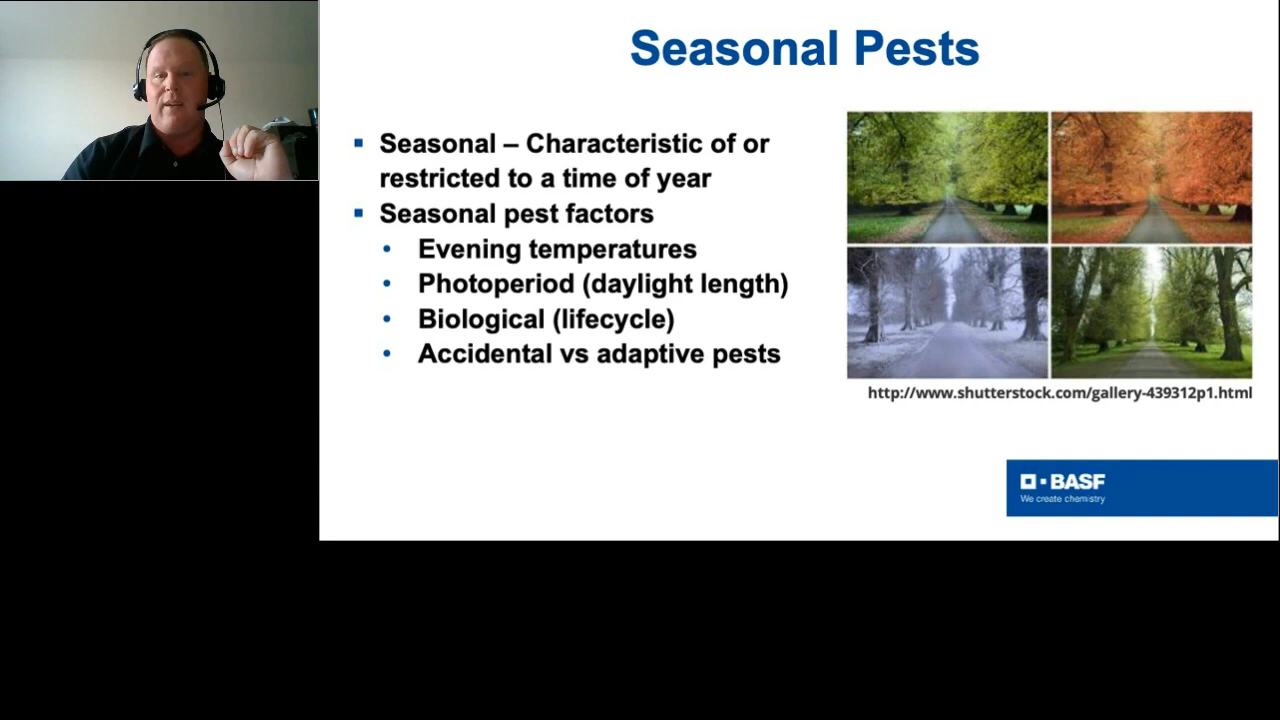 Seasonal Pests
Seasonal – Characteristic of or
restricted to a time of year
Seasonal pest factors
Evening temperatures
Photoperiod (daylight length)
Biological (lifecycle)
Accidental vs adaptive pests
http://www.shutterstock.com/gallery-439312p1.html
BASF
We create chemistry